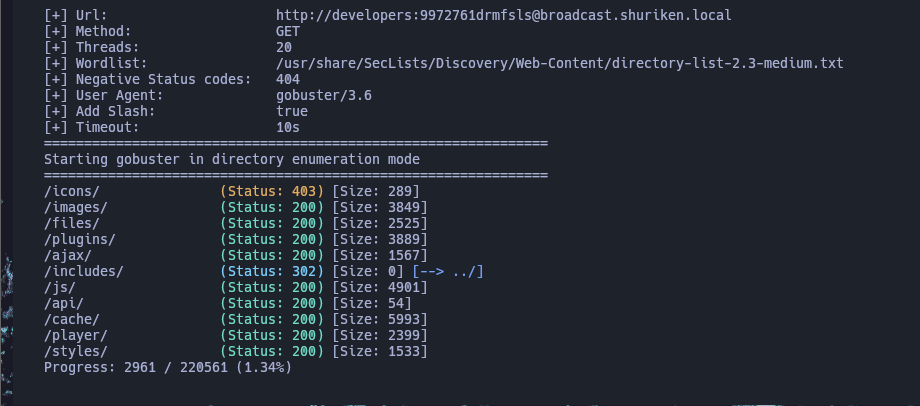 [+] Url:                     http://developers:9972761drmfsls@broadcast.shuriken.local
[+] Method:                  GET
[+] Threads:                 20
[+] Wordlist:                /usr/share/SecLists/Discovery/Web-Content/directory-list-2.3-medium.txt
[+] Negative Status codes:   404
[+] User Agent:              gobuster/3.6
[+] Add Slash:               true
[+] Timeout:                 10s
===============================================================
Starting gobuster in directory enumeration mode
===============================================================
/icons/               (Status: 403) [Size: 289]
/images/              (Status: 200) [Size: 3849]
/files/               (Status: 200) [Size: 2525]
/plugins/             (Status: 200) [Size: 3889]
/ajax/                (Status: 200) [Size: 1567]
/includes/            (Status: 302) [Size: 0] [--> ../]
/js/                  (Status: 200) [Size: 4901]
/api/                 (Status: 200) [Size: 54]
/cache/               (Status: 200) [Size: 5993]
/player/              (Status: 200) [Size: 2399]
/styles/              (Status: 200) [Size: 1533]
Progress: 2961 / 220561 (1.34%)